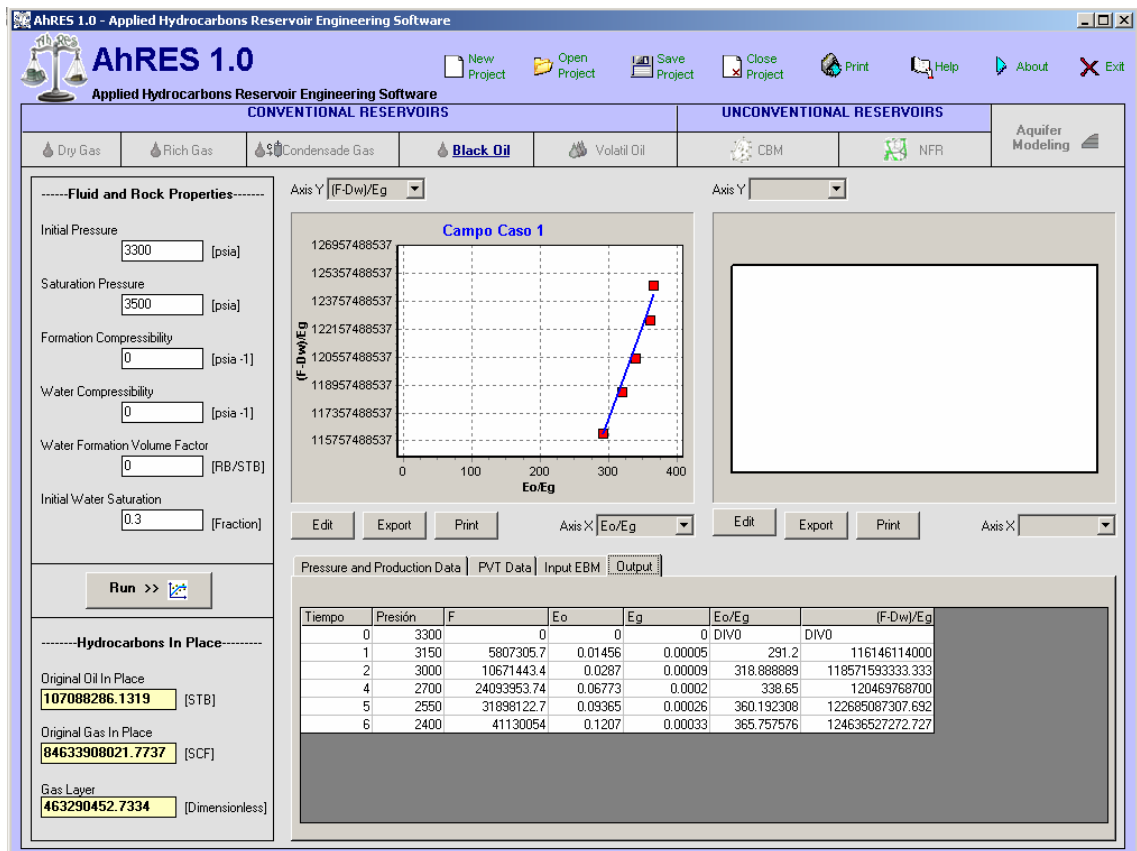 AhRES 1.0 - Applied Hydrocarbons Reservoir Engineering Software
AhRES 1.0
Applied Hydrocarbons Reservoir Engineering Software
New Project
Open Project
Save Project
Close Project
Print
Help
About
Exit
CONVENTIONAL RESERVOIRS
UNCONVENTIONAL RESERVOIRS
Aquifer Modeling
Dry Gas
Rich Gas
Condensade Gas
Black Oil
Volatil Oil
CBM
NFR
------Fluid and Rock Properties-------
Initial Pressure
3300 [psia]
Saturation Pressure
3500 [psia]
Formation Compressibility
0 [psia -1]
Water Compressibility
0 [psia -1]
Water Formation Volume Factor
0 [RB/STB]
Initial Water Saturation
0.3 [Fraction]
Run >>
--------Hydrocarbons In Place---------
Original Oil In Place
107088286.1319 [STB]
Original Gas In Place
84633908021.7737 [SCF]
Gas Layer
463290452.7334 [Dimensionless]
Axis Y (F-Dw)/Eg
Campo Caso 1
126957488537
125357488537
123757488537
122157488537
120557488537
118957488537
117357488537
115757488537
(F-Dw)/Eg
0 100 200 300 400
Eo/Eg
Edit Export Print Axis X Eo/Eg
Axis Y
Edit Export Print Axis X
Pressure and Production Data PVT Data Input EBM Output
Tiempo Presión F Eo Eg Eo/Eg (F-Dw)/Eg
0 3300 0 0 0 DIV0 DIV0
1 3150 5807305.7 0.01456 0.00005 291.2 116146114000
2 3000 10671443.4 0.0287 0.00009 318.888889 118571593333.333
4 2700 24093953.74 0.06773 0.0002 338.65 120469768700
5 2550 31898122.7 0.09365 0.00026 360.192308 122685087307.692
6 2400 41130054 0.1207 0.00033 365.757576 124636527272.727